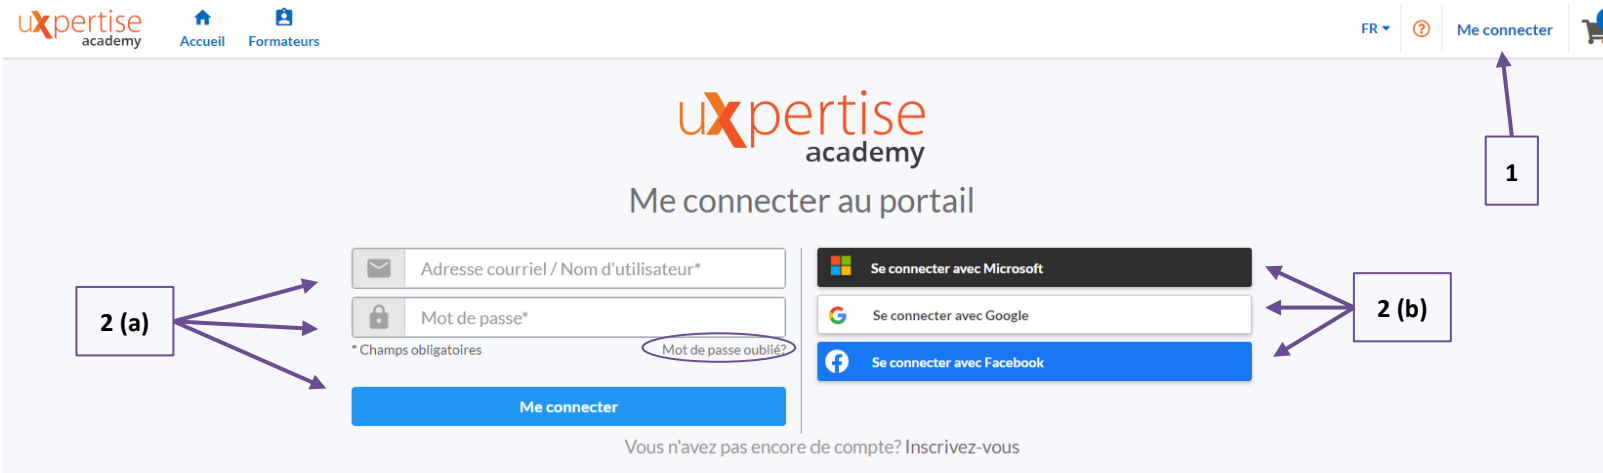 uxpertise academy
Accueil
Formateurs
FR
?
Me connecter
1
uxpertise
academy
Me connecter au portail
Adresse courriel / Nom d'utilisateur*
Mot de passe*
* Champs obligatoires
Mot de passe oublié?
Me connecter
2 (a)
Se connecter avec Microsoft
Se connecter avec Google
Se connecter avec Facebook
2 (b)
Vous n'avez pas encore de compte? Inscrivez-vous